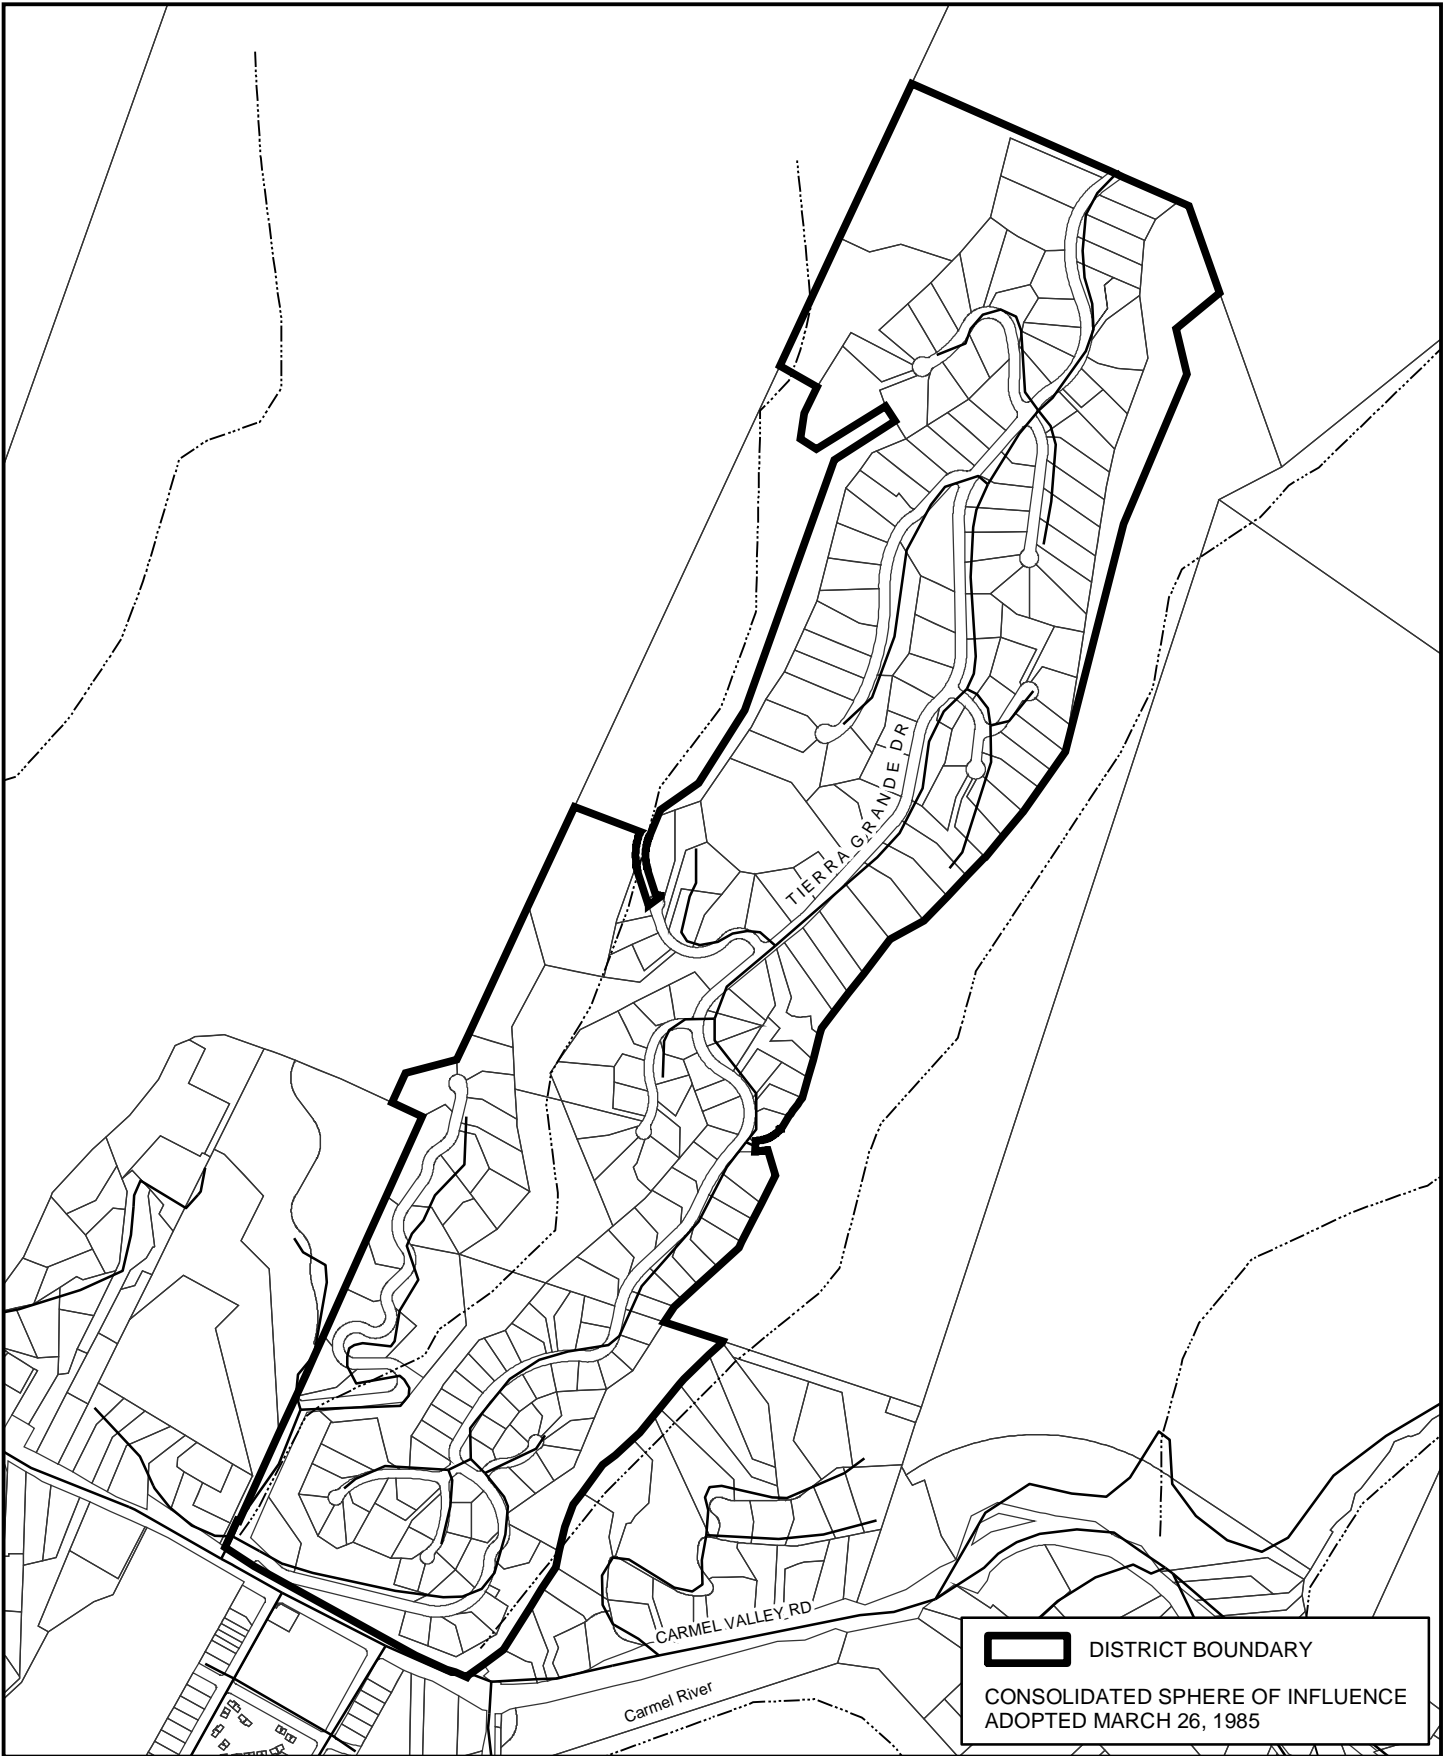 TIERRA GRANDE DR
CARMEL VALLEY RD
Carmel River
DISTRICT BOUNDARY
CONSOLIDATED SPHERE OF INFLUENCE
ADOPTED MARCH 26, 1985